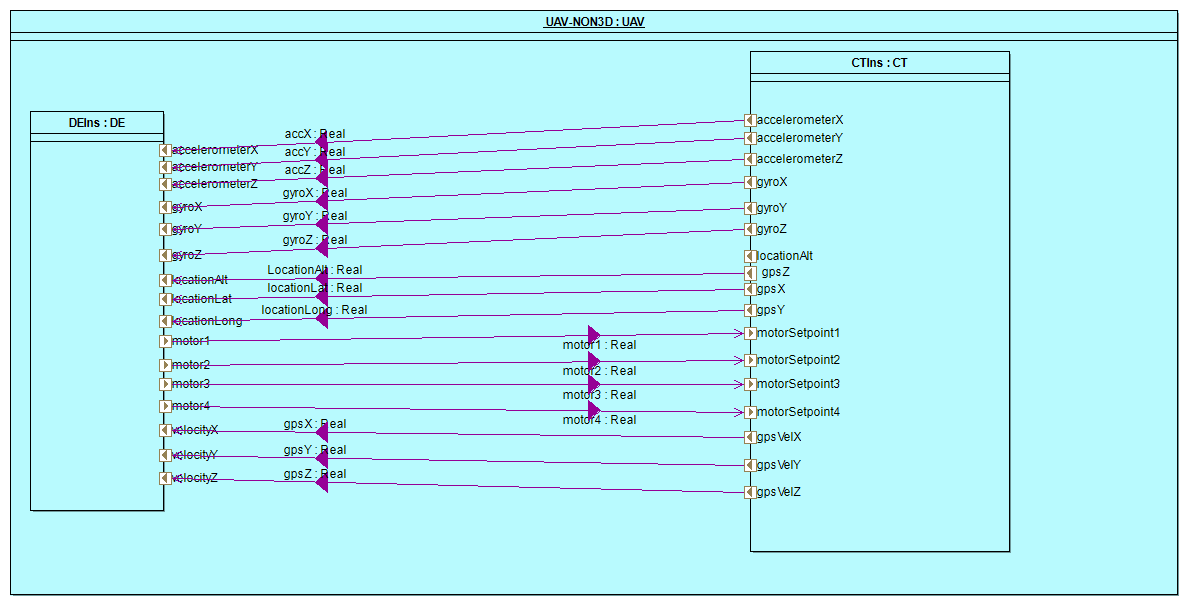 UAV-NON3D : UAV
DEIns : DE
accelerometerX
accelerometerY
accelerometerZ
gyroX
gyroY
gyroZ
locationAlt
locationLat
locationLong
motor1
motor2
motor3
motor4
velocityX
velocityY
velocityZ
accX : Real
accY : Real
accZ : Real
gyroX : Real
gyroY : Real
gyroZ : Real
LocationAlt : Real
locationLat : Real
locationLong : Real
motor1 : Real
motor2 : Real
motor3 : Real
motor4 : Real
gpsX : Real
gpsY : Real
gpsZ : Real
CTIns : CT
accelerometerX
accelerometerY
accelerometerZ
gyroX
gyroY
gyroZ
locationAlt
gpsZ
gpsX
gpsY
motorSetpoint1
motorSetpoint2
motorSetpoint3
motorSetpoint4
gpsVelX
gpsVelY
gpsVelZ